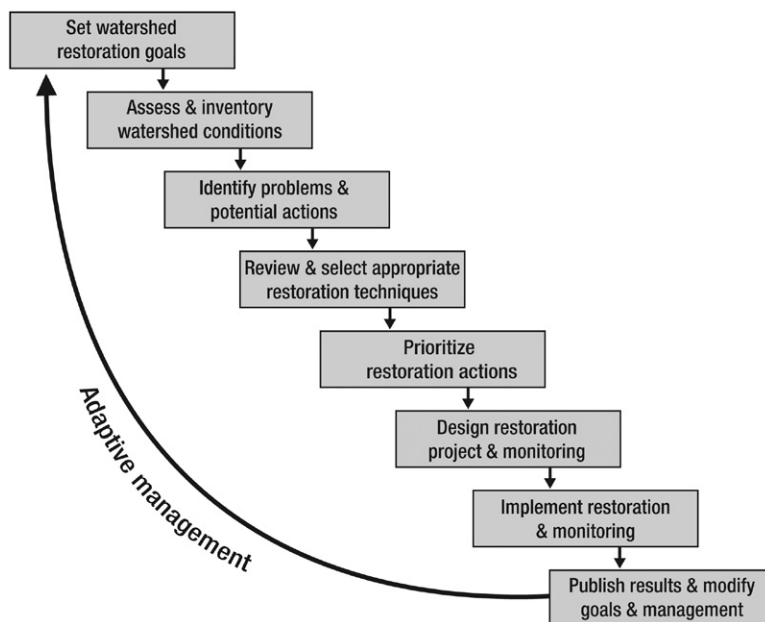 Set watershed
restoration goals
Assess & inventory
watershed conditions
Identify problems &
potential actions
Review & select appropriate
restoration techniques
Prioritize
restoration actions
Design restoration
project & monitoring
Implement restoration
& monitoring
Publish results & modify
goals & management
Adaptive management